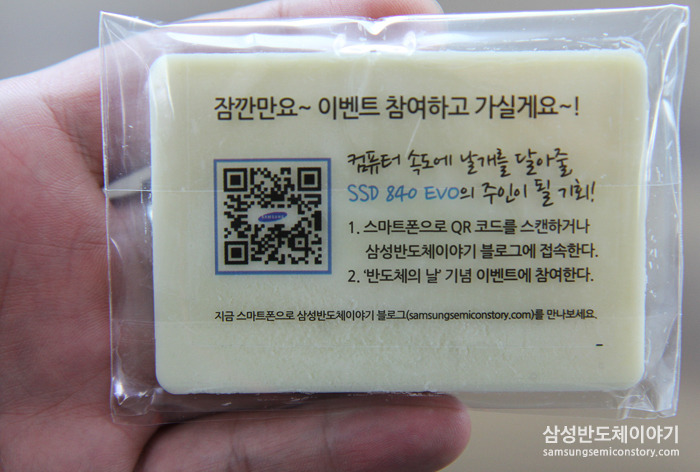 잠깐만요~ 이벤트 참여하고 가실게요~!
컴퓨터 속도에 날개를 달아줄,
SSD 840 EVO의 주인이 될 기회!
SAMSUNG
1. 스마트폰으로 QR 코드를 스캔하거나
삼성반도체이야기 블로그에 접속한다.
2. ‘반도체의 날’ 기념 이벤트에 참여한다.
지금 스마트폰으로 삼성반도체이야기 블로그(samsungsemiconstory.com)를 만나보세요.
삼성반도체이야기
samsungsemiconstory.com